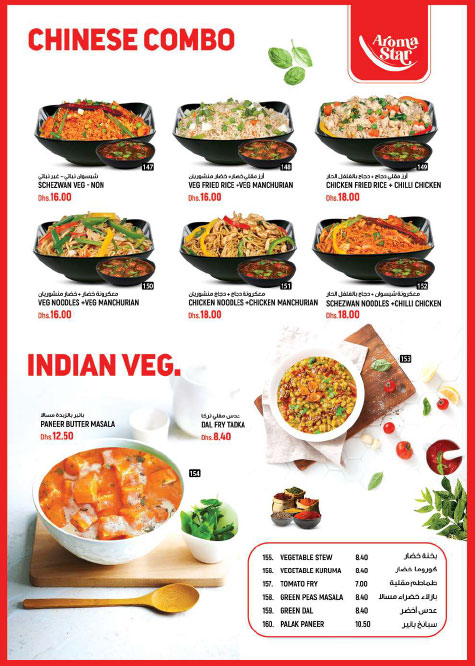 CHINESE COMBO
Aroma
Star
147
148
149
شيسوان نباتي - غير نباتي
SCHEZWAN VEG - NON
Dhs.16.00
أرز مقلي خضار + خضار منشوريان
VEG FRIED RICE +VEG MANCHURIAN
Dhs.16.00
أرز مقلي دجاج + دجاج بالفلفل الحار
CHICKEN FRIED RICE + CHILLI CHICKEN
Dhs.18.00
150
151
152
معكرونة خضار + خضار منشوريان
VEG NOODLES +VEG MANCHURIAN
Dhs.16.00
معكرونة دجاج + دجاج منشوريان
CHICKEN NOODLES +CHICKEN MANCHURIAN
Dhs.18.00
معكرونة شيسوان + دجاج بالفلفل الحار
SCHEZWAN NOODLES +CHILLI CHICKEN
Dhs.18.00
INDIAN VEG.
153
بانير بالزبدة مسالا
PANEER BUTTER MASALA
Dhs.12.50
عدس مقلي تركا
DAL FRY TADKA
Dhs.8.40
154
155. VEGETABLE STEW 8.40 يخنة خضار
156. VEGETABLE KURUMA 8.40 كوروما خضار
157. TOMATO FRY 7.00 طماطم مقلية
158. GREEN PEAS MASALA 8.40 بازلاء خضراء مسالا
159. GREEN DAL 8.40 عدس أخضر
160. PALAK PANEER 10.50 سبانخ بانير